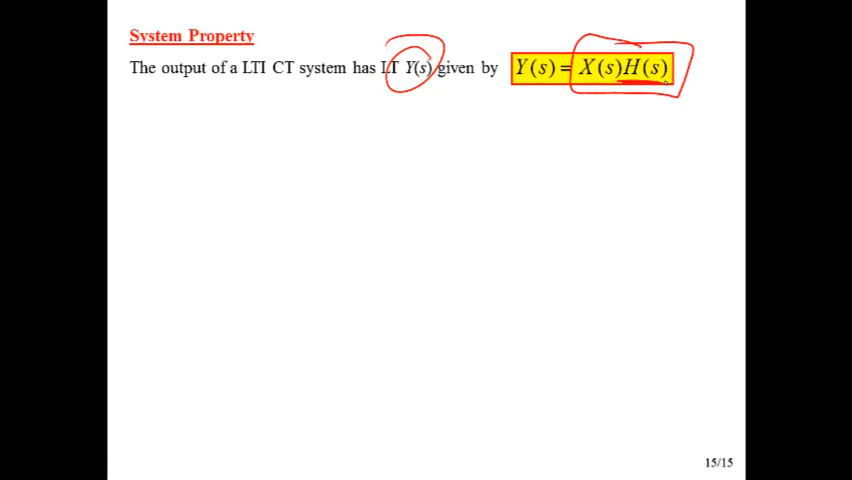 System Property
The output of a LTI CT system has LT Y(s) given by Y(s) = X(s)H(s)
15/15